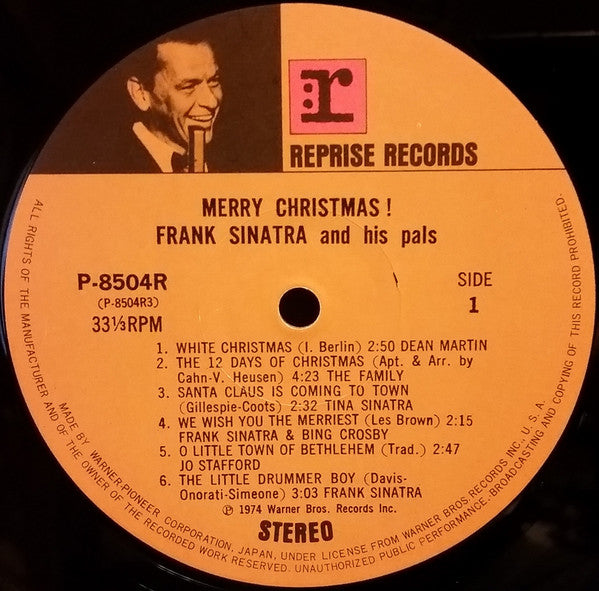 r:
REPRISE RECORDS
MERRY CHRISTMAS!
FRANK SINATRA and his pals
P-8504R
(P-8504R3)
33⅓RPM
SIDE
1
1. WHITE CHRISTMAS (I. Berlin) 2:50 DEAN MARTIN
2. THE 12 DAYS OF CHRISTMAS (Apt. & Arr. by
Cahn-V. Heusen) 4:23 THE FAMILY
3. SANTA CLAUS IS COMING TO TOWN
(Gillespie-Coots) 2:32 TINA SINATRA
4. WE WISH YOU THE MERRIEST (Les Brown) 2:15
FRANK SINATRA & BING CROSBY
5. O LITTLE TOWN OF BETHLEHEM (Trad.) 2:47
JO STAFFORD
6. THE LITTLE DRUMMER BOY (Davis-
Onorati-Simeone) 3:03 FRANK SINATRA
℗ 1974 Warner Bros. Records Inc.
STEREO
MADE BY WARNER-PIONEER CORPORATION, JAPAN, UNDER LICENSE FROM WARNER BROS. RECORDS INC., U.S.A.
ALL RIGHTS OF THE MANUFACTURER AND OF THE OWNER OF THE RECORDED WORK RESERVED. UNAUTHORIZED PUBLIC PERFORMANCE, BROADCASTING AND COPYING OF THIS RECORD PROHIBITED.